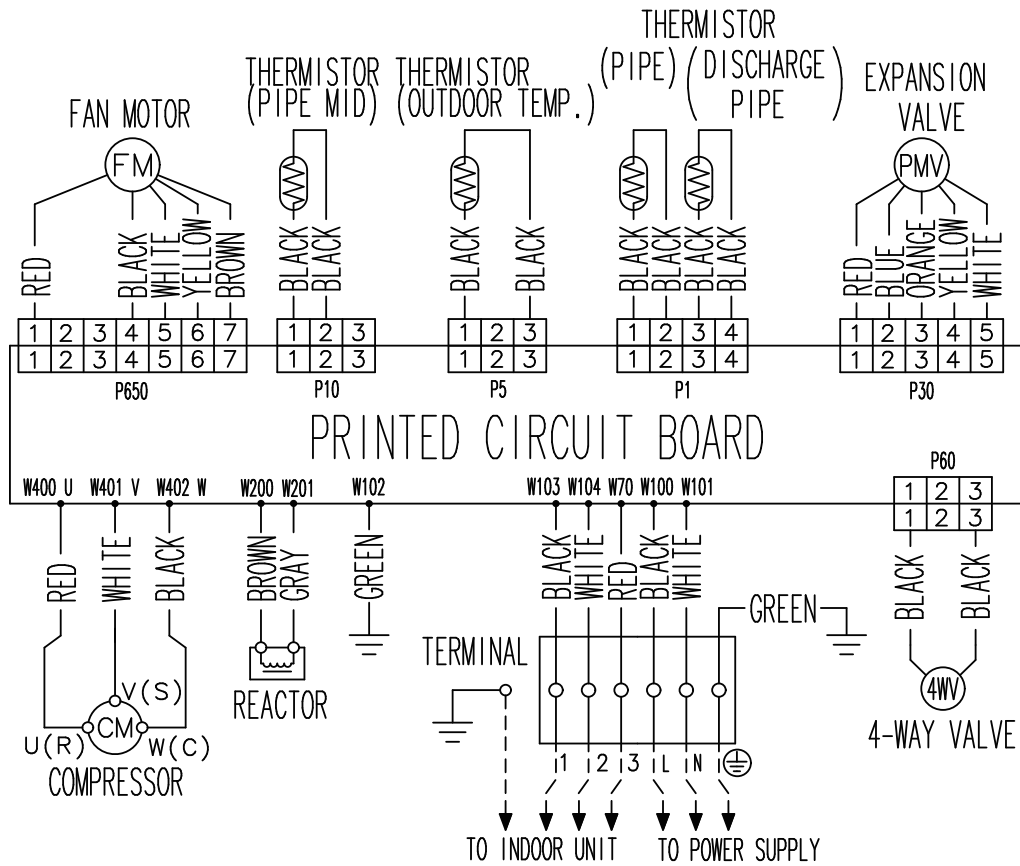 THERMISTOR
(PIPE) (DISCHARGE PIPE)
THERMISTOR (PIPE MID)
THERMISTOR (OUTDOOR TEMP.)
EXPANSION VALVE
FAN MOTOR
FM
PMV
RED BLACK WHITE YELLOW BROWN
BLACK BLACK
BLACK BLACK
BLACK BLACK BLACK BLACK
RED BLUE ORANGE YELLOW WHITE
1 2 3 4 5 6 7 1 2 3 1 2 3 1 2 3 4 1 2 3 4 5
1 2 3 4 5 6 7 1 2 3 1 2 3 1 2 3 4 1 2 3 4 5
P650 P10 P5 P1 P30
PRINTED CIRCUIT BOARD
P60
1 2 3
1 2 3
W400 U W401 V W402 W W200 W201 W102 W103 W104 W70 W100 W101
RED WHITE BLACK BROWN GRAY GREEN BLACK WHITE RED BLACK WHITE
GREEN
BLACK BLACK
TERMINAL
REACTOR
4WV
4-WAY VALVE
V(S)
CM
U(R) W(C)
COMPRESSOR
1 2 3 L N
TO INDOOR UNIT TO POWER SUPPLY